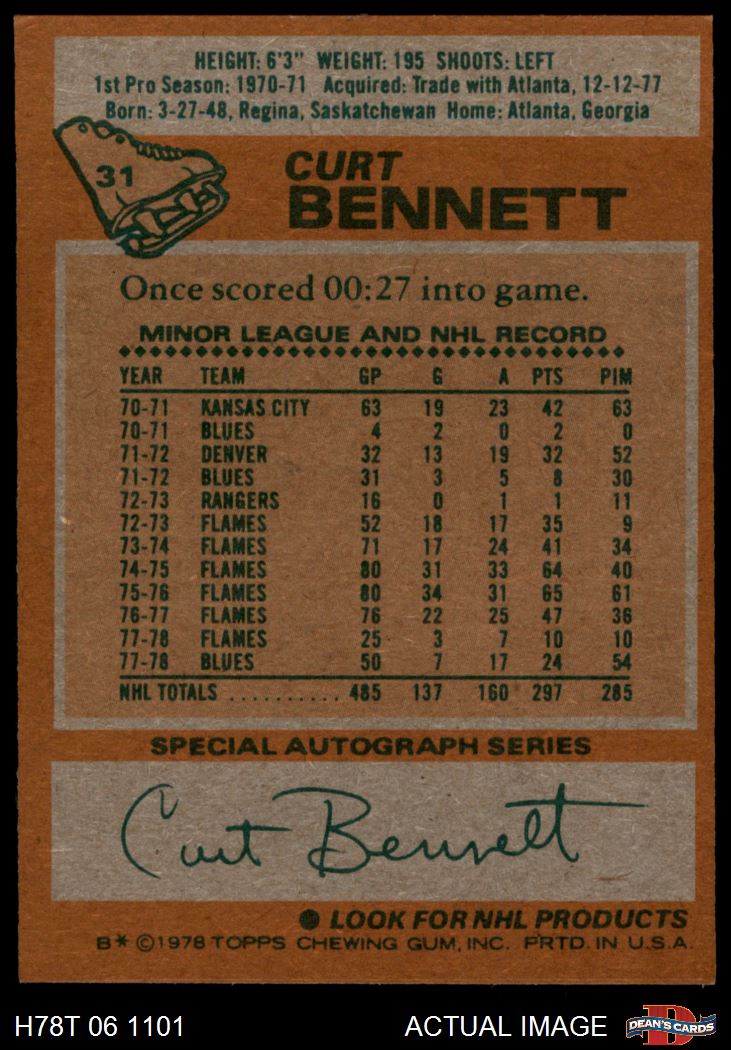 HEIGHT: 6'3" WEIGHT: 195 SHOOTS: LEFT
1st Pro Season: 1970-71 Acquired: Trade with Atlanta, 12-12-77
Born: 3-27-48, Regina, Saskatchewan Home: Atlanta, Georgia
31
CURT
BENNETT
Once scored 00:27 into game.
MINOR LEAGUE AND NHL RECORD
YEAR TEAM GP G A PTS PIM
70-71 KANSAS CITY 63 19 23 42 63
70-71 BLUES 4 2 0 2 0
71-72 DENVER 32 13 19 32 52
71-72 BLUES 31 3 5 8 30
72-73 RANGERS 16 0 1 1 11
72-73 FLAMES 52 18 17 35 9
73-74 FLAMES 71 17 24 41 34
74-75 FLAMES 80 31 33 64 40
75-76 FLAMES 80 34 31 65 61
76-77 FLAMES 76 22 25 47 36
77-78 FLAMES 25 3 7 10 10
77-78 BLUES 50 7 17 24 54
NHL TOTALS .......... 485 137 160 297 285
SPECIAL AUTOGRAPH SERIES
Curt Bennett
● LOOK FOR NHL PRODUCTS
B* ©1978 TOPPS CHEWING GUM, INC. PRTD. IN U.S.A.
H78T 06 1101 ACTUAL IMAGE D DEAN'S CARDS